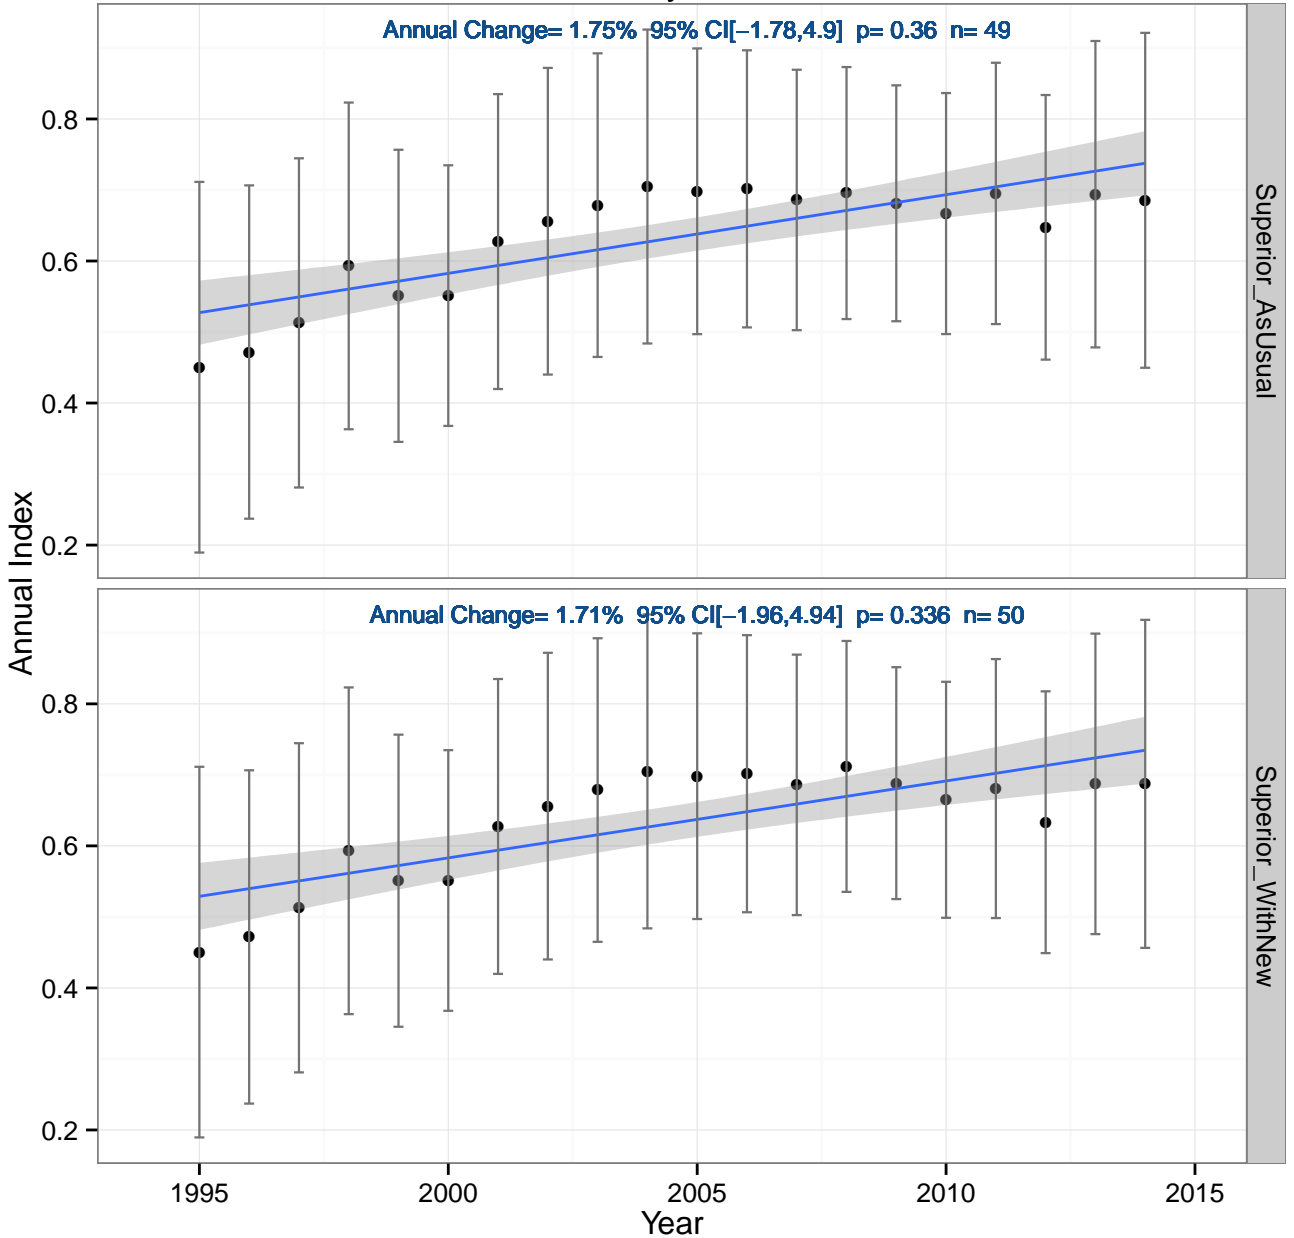 Annual Change= 1.75%  95% CI[−1.78,4.9]  p= 0.36  n= 49
0.8
0.6
0.4
0.2
Superior_AsUsual
Annual Index
Annual Change= 1.71%  95% CI[−1.96,4.94]  p= 0.336  n= 50
0.8
0.6
0.4
0.2
Superior_WithNew
1995 2000 2005 2010 2015
Year